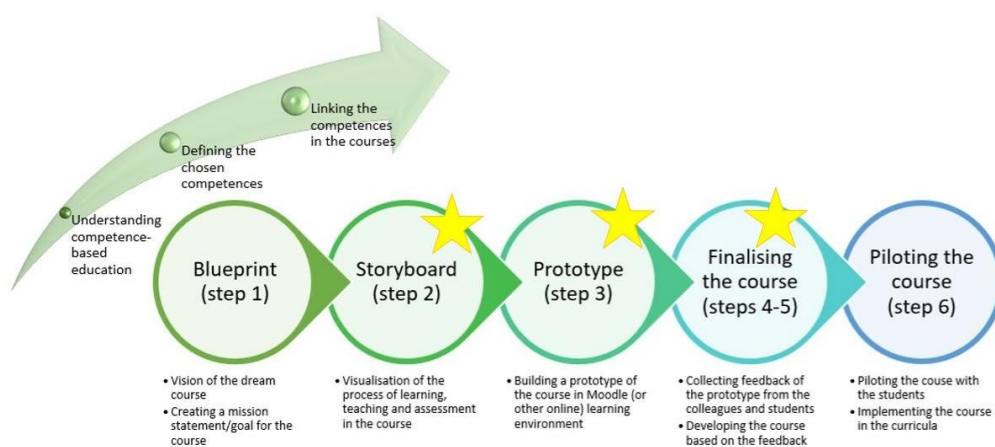 Linking the
competences
in the courses
Defining the
chosen
competences
Understanding
competence-
based
education
Blueprint
(step 1)
Storyboard
(step 2)
Prototype
(step 3)
Finalising
the course
(steps 4-5)
Piloting the
course
(step 6)
• Vision of the dream
course
• Creating a mission
statement/goal for the
course
• Visualisation of the
process of learning,
teaching and assessment
in the course
• Building a prototype of
the course in Moodle (or
other online) learning
environment
• Collecting feedback of
the prototype from the
colleagues and students
• Developing the course
based on the feedback
• Piloting the couse with
the students
• Implementing the course
in the curricula